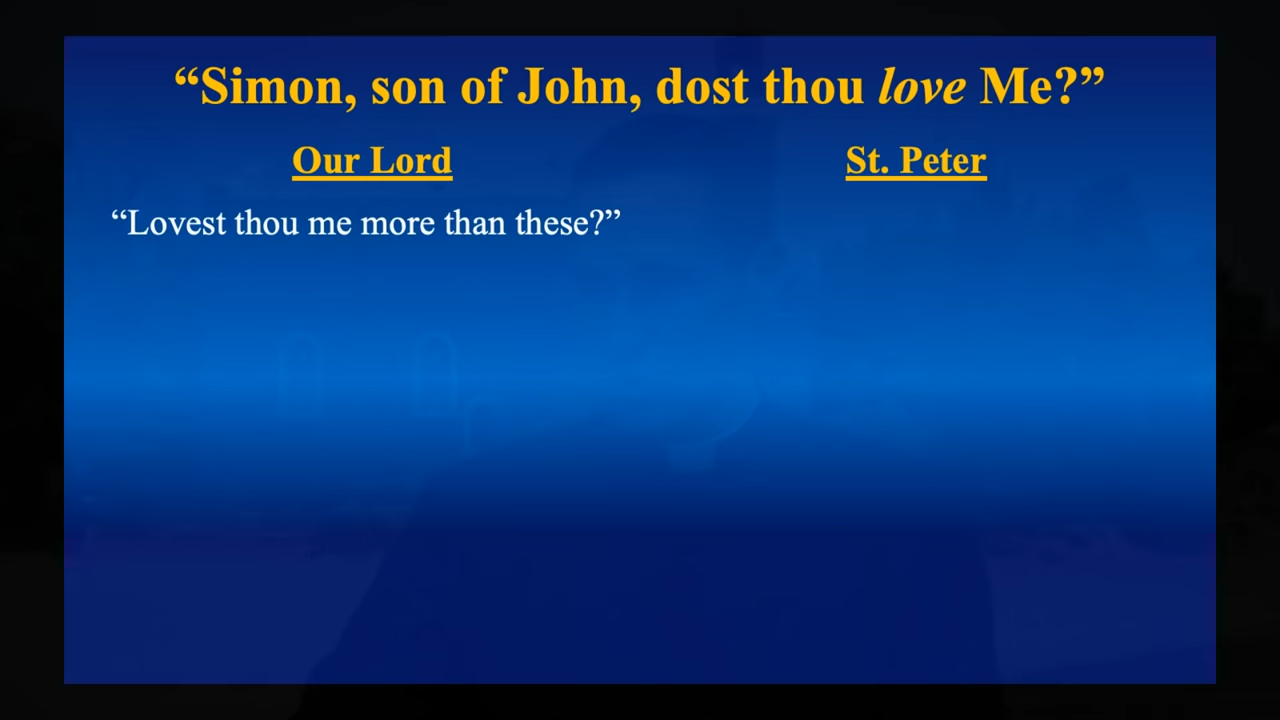 “Simon, son of John, dost thou love Me?”
Our Lord
St. Peter
“Lovest thou me more than these?”